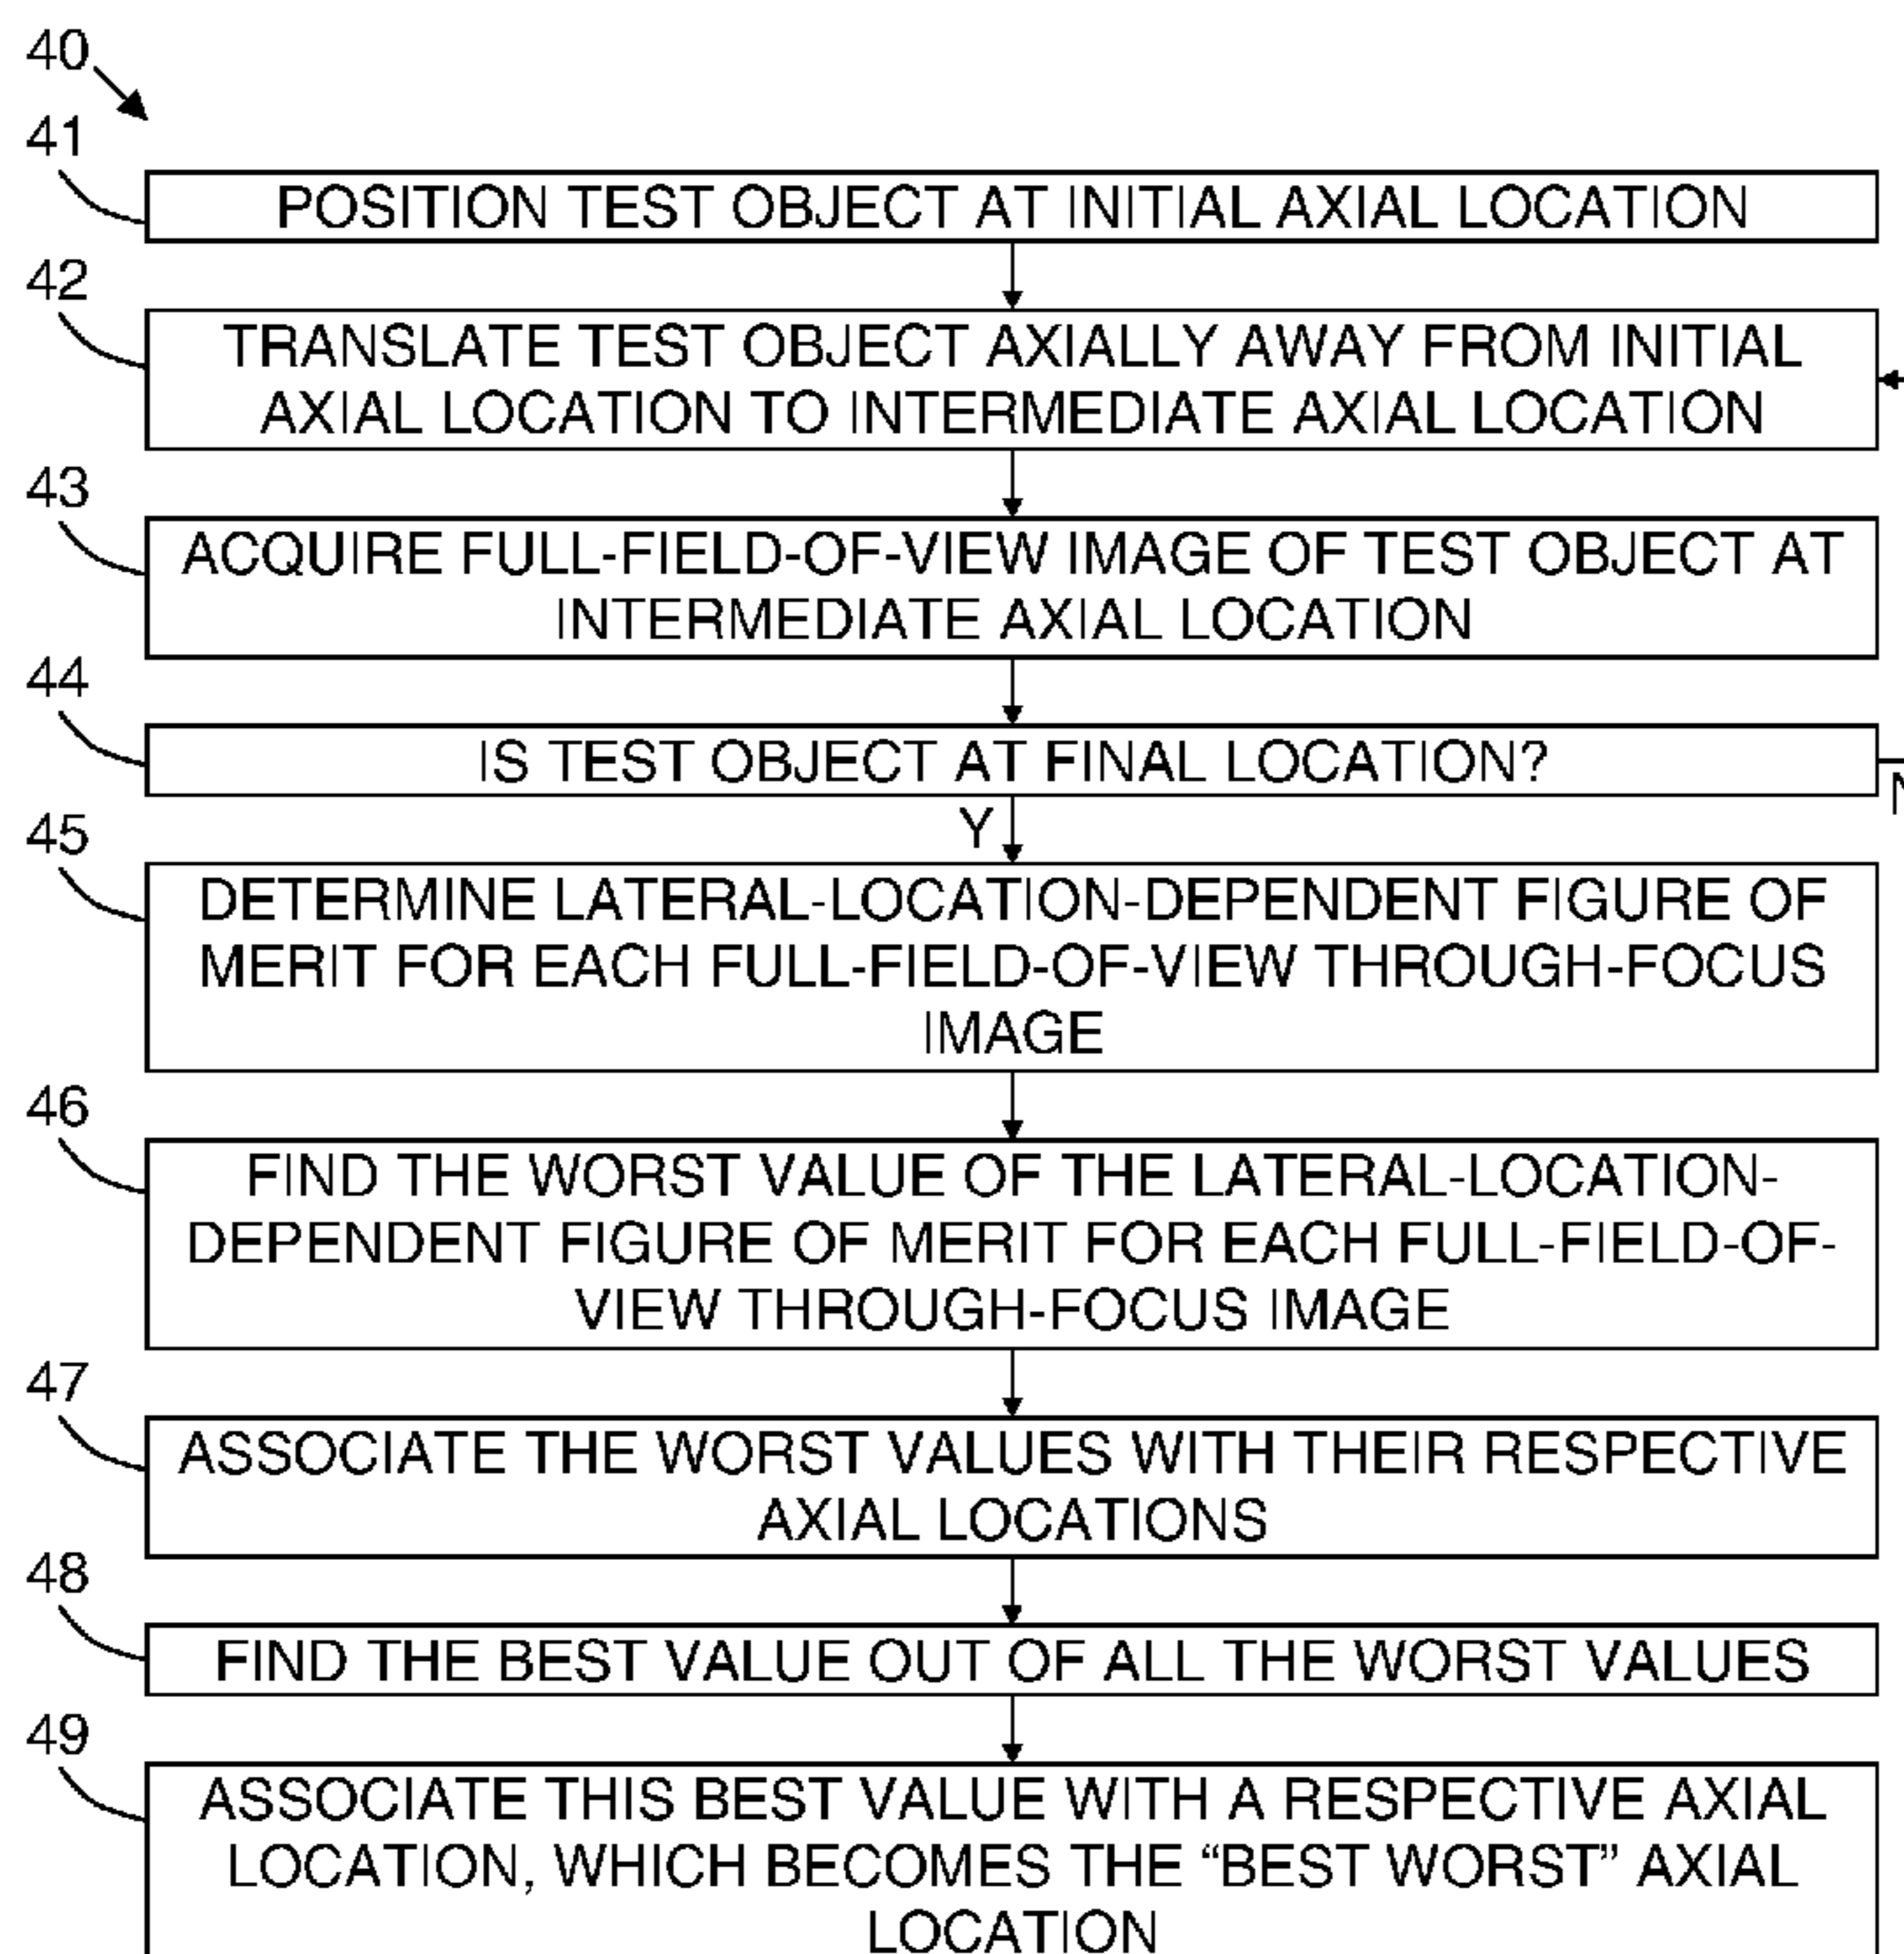 40
41
POSITION TEST OBJECT AT INITIAL AXIAL LOCATION
42
TRANSLATE TEST OBJECT AXIALLY AWAY FROM INITIAL
AXIAL LOCATION TO INTERMEDIATE AXIAL LOCATION
43
ACQUIRE FULL-FIELD-OF-VIEW IMAGE OF TEST OBJECT AT
INTERMEDIATE AXIAL LOCATION
44
IS TEST OBJECT AT FINAL LOCATION?
Y
45
DETERMINE LATERAL-LOCATION-DEPENDENT FIGURE OF
MERIT FOR EACH FULL-FIELD-OF-VIEW THROUGH-FOCUS
IMAGE
46
FIND THE WORST VALUE OF THE LATERAL-LOCATION-
DEPENDENT FIGURE OF MERIT FOR EACH FULL-FIELD-OF-
VIEW THROUGH-FOCUS IMAGE
47
ASSOCIATE THE WORST VALUES WITH THEIR RESPECTIVE
AXIAL LOCATIONS
48
FIND THE BEST VALUE OUT OF ALL THE WORST VALUES
49
ASSOCIATE THIS BEST VALUE WITH A RESPECTIVE AXIAL
LOCATION, WHICH BECOMES THE “BEST WORST” AXIAL
LOCATION